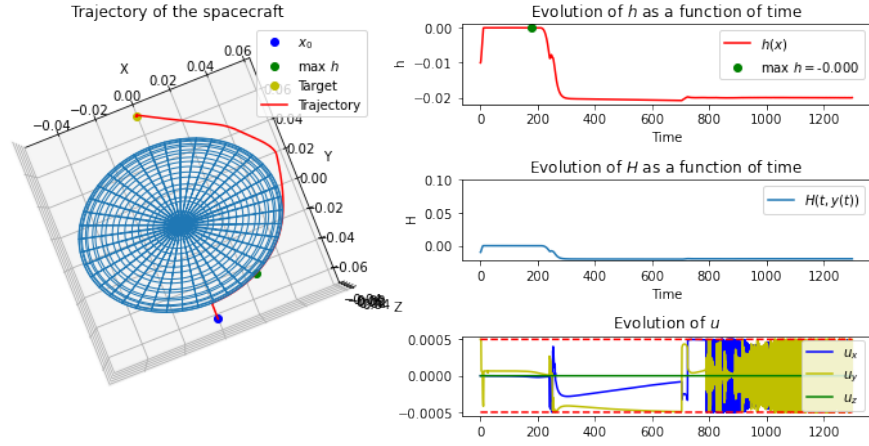 Trajectory of the spacecraft
x₀
max h
Target
Trajectory
X
−0.04
−0.02
0.00
0.02
0.04
0.06
0.06
0.04
0.02
Y
0.00
−0.02
−0.04
−0.06
Z
Evolution of h as a function of time
h
0.00
−0.01
−0.02
h(x)
max h = -0.000
0 200 400 600 800 1000 1200
Time
Evolution of H as a function of time
H
0.10
0.00
H(t, y(t))
0 200 400 600 800 1000 1200
Time
Evolution of u
0.0005
0.0000
−0.0005
uₓ
u_y
u_z
0 200 400 600 800 1000 1200
Time